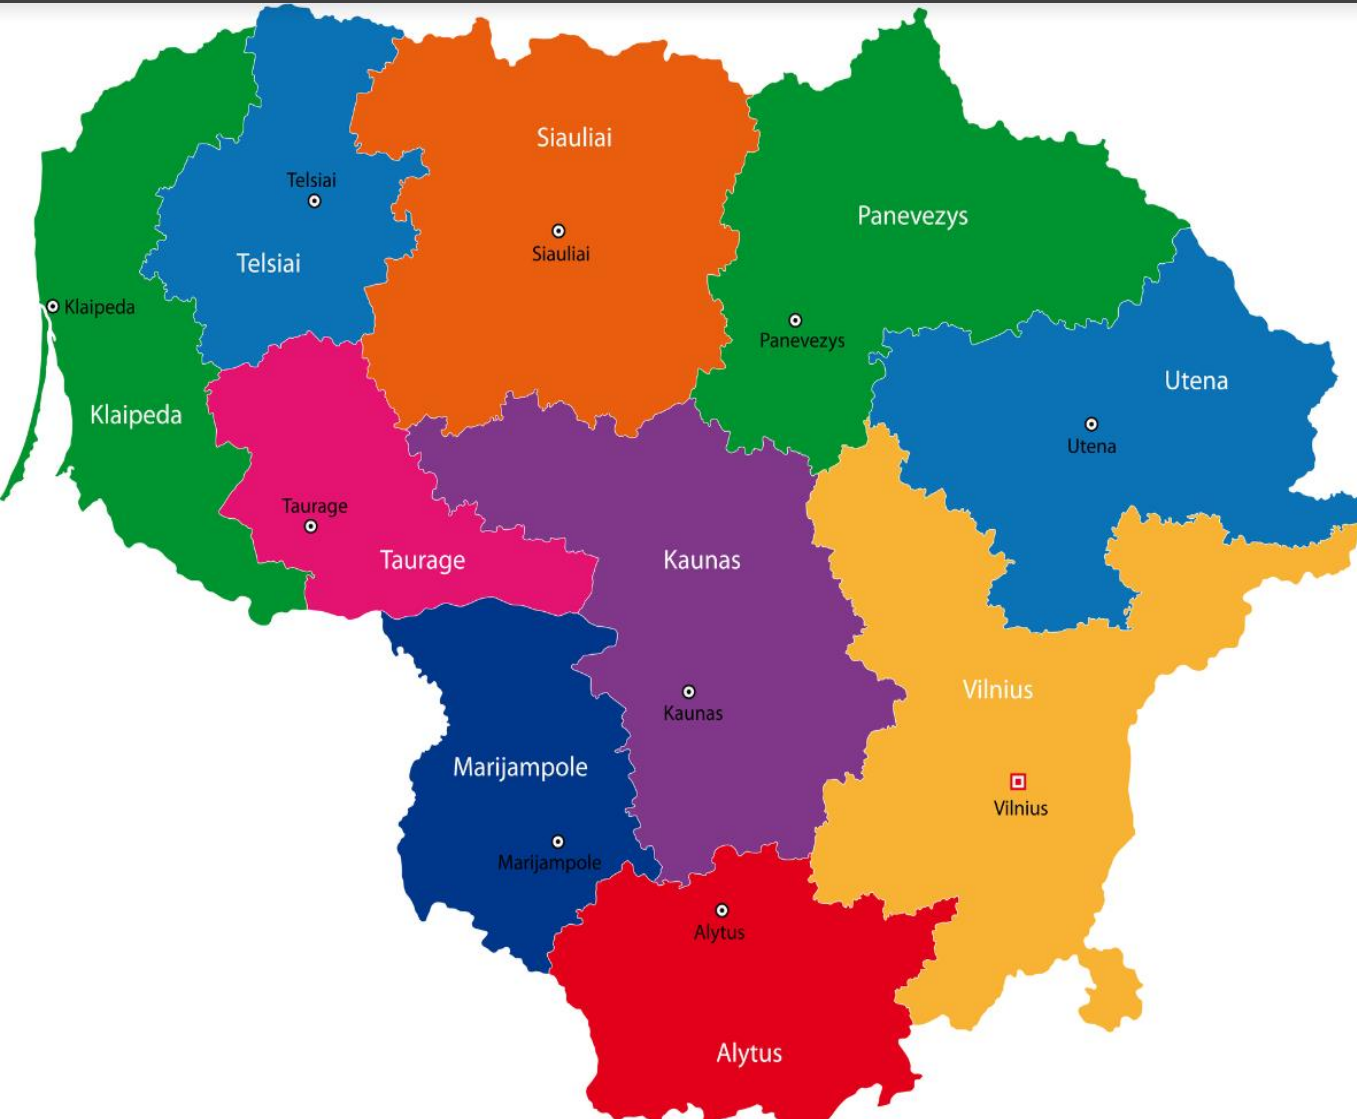 Siauliai
Telsiai
Panevezys
Siauliai
Telsiai
Klaipeda
Panevezys
Utena
Klaipeda
Utena
Taurage
Taurage
Kaunas
Vilnius
Kaunas
Marijampole
Vilnius
Marijampole
Alytus
Alytus